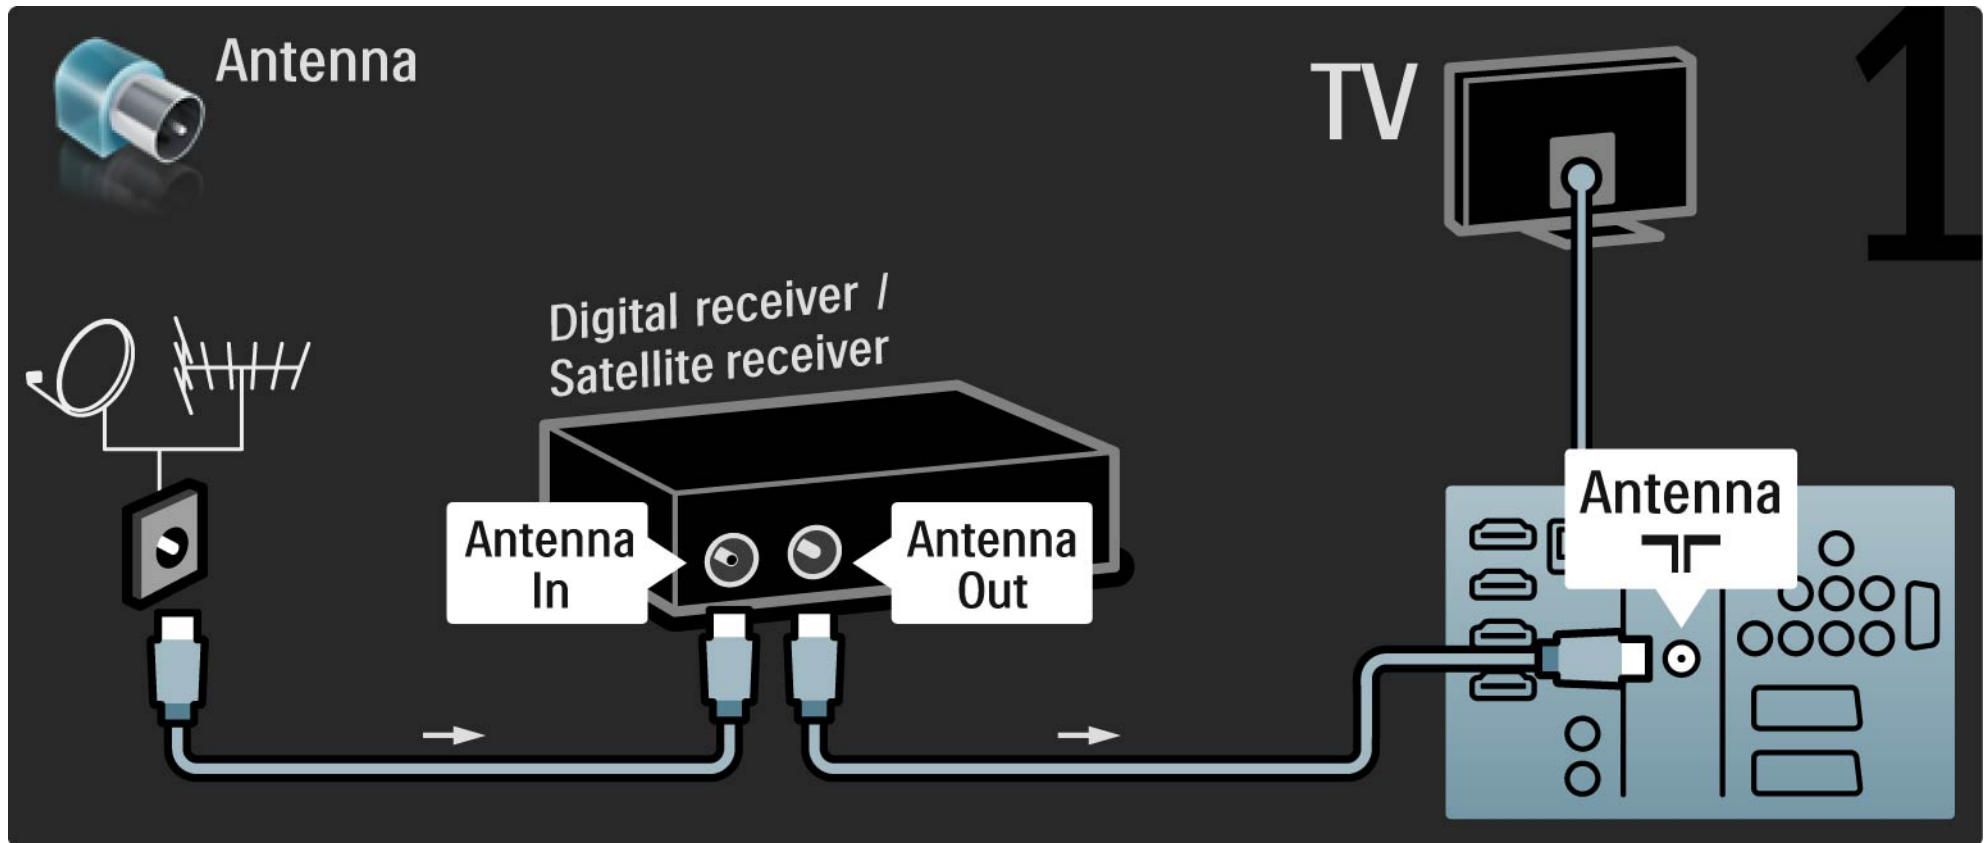 Antenna
TV
1
Digital receiver /
Satellite receiver
Antenna
In
Antenna
Out
Antenna